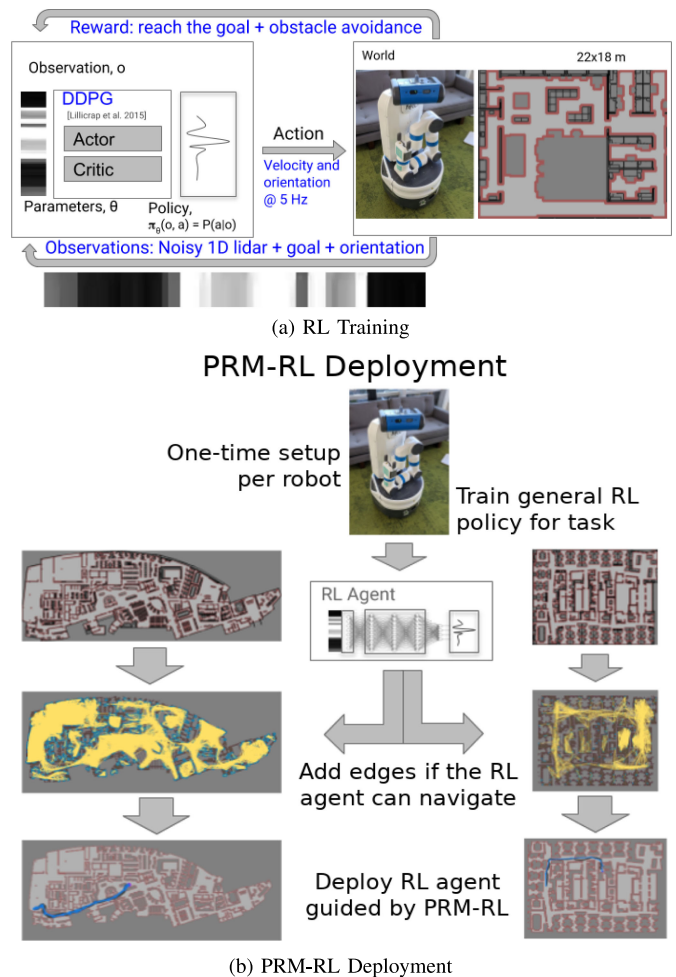 Reward: reach the goal + obstacle avoidance
Observation, o
DDPG
[Lillicrap et al. 2015]
Actor
Critic
Parameters, θ
Policy,
πθ(o, a) = P(a|o)
Action
Velocity and
orientation
@ 5 Hz
World
22x18 m
Observations: Noisy 1D lidar + goal + orientation
(a) RL Training
PRM-RL Deployment
One-time setup
per robot
Train general RL
policy for task
RL Agent
Add edges if the RL
agent can navigate
Deploy RL agent
guided by PRM-RL
(b) PRM-RL Deployment